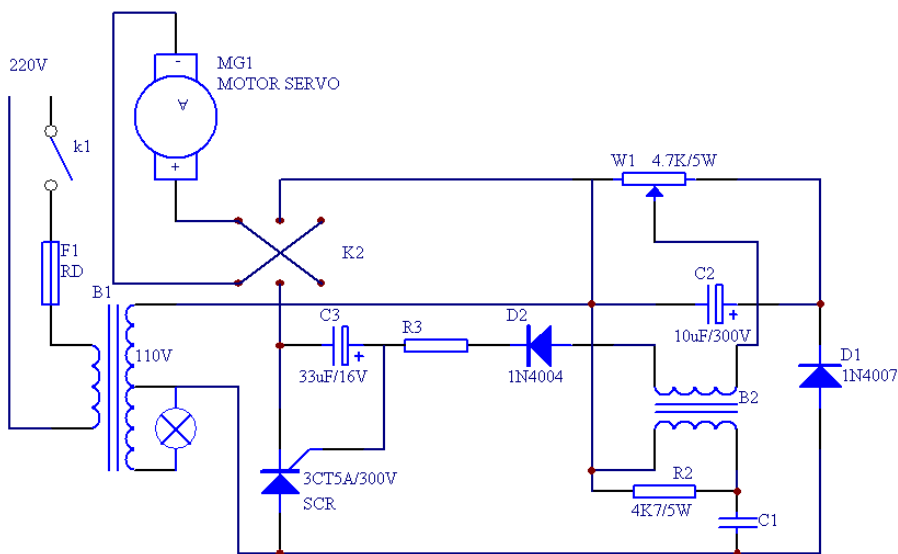 220V
MG1
MOTOR SERVO
-
A
+
k1
W1 4.7K/5W
F1
RD
K2
B1
C3
R3
D2
C2
+
110V
+
33uF/16V
1N4004
10uF/300V
D1
1N4007
B2
3CT5A/300V
SCR
R2
4K7/5W
C1